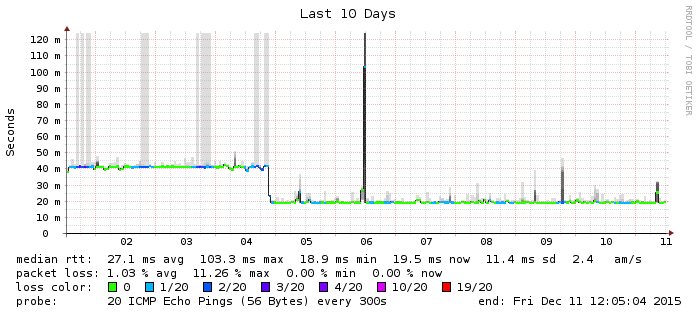 Last 10 Days
RRDTOOL / TOBI OETIKER
Seconds
120 m
110 m
100 m
90 m
80 m
70 m
60 m
50 m
40 m
30 m
20 m
10 m
0
02 03 04 05 06 07 08 09 10 11
median rtt: 27.1 ms avg 103.3 ms max 18.9 ms min 19.5 ms now 11.4 ms sd 2.4 am/s
packet loss: 1.03 % avg 11.26 % max 0.00 % min 0.00 % now
loss color: 0 1/20 2/20 3/20 4/20 10/20 19/20
probe: 20 ICMP Echo Pings (56 Bytes) every 300s end: Fri Dec 11 12:05:04 2015